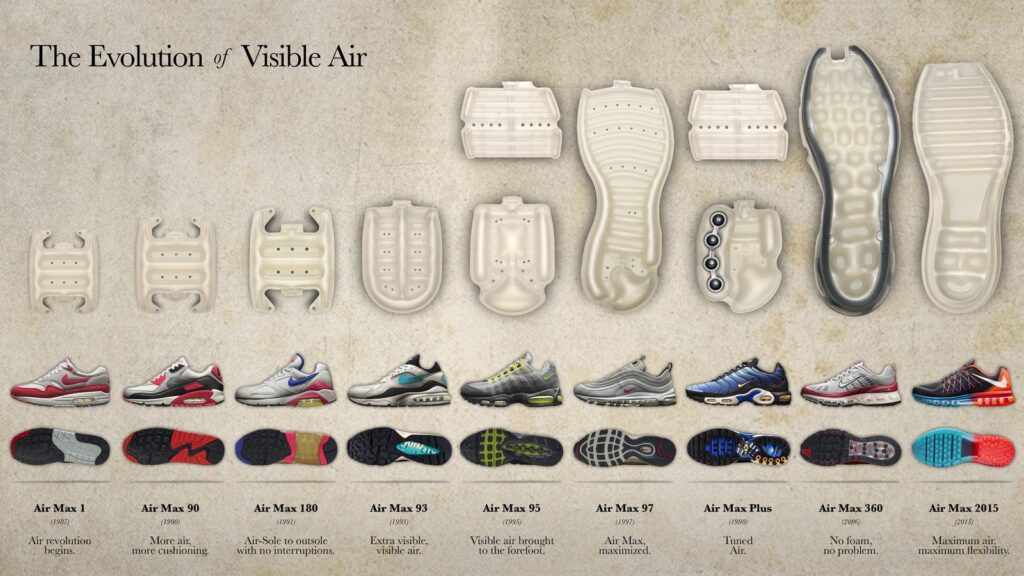 The Evolution of Visible Air
Air Max 1
(1987)
Air revolution
begins.
Air Max 90
(1990)
More air,
more cushioning.
Air Max 180
(1991)
Air-Sole to outsole
with no interruptions.
Air Max 93
(1993)
Extra visible,
visible air.
Air Max 95
(1995)
Visible air brought
to the forefoot.
Air Max 97
(1997)
Air Max,
maximized.
Air Max Plus
(1998)
Tuned
Air.
Air Max 360
(2006)
No foam,
no problem.
Air Max 2015
(2015)
Maximum air,
maximum flexibility.